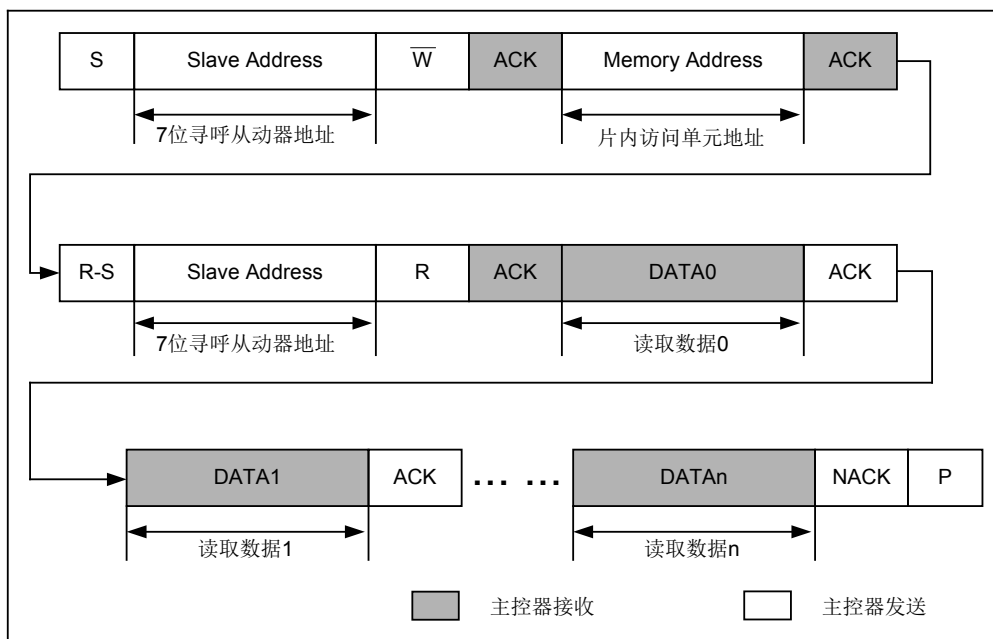 S Slave Address W̅ ACK Memory Address ACK
7位寻呼从动器地址 片内访问单元地址
R-S Slave Address R ACK DATA0 ACK
7位寻呼从动器地址 读取数据0
DATA1 ACK ... ... DATAn NACK P
读取数据1 读取数据n
主控器接收 主控器发送